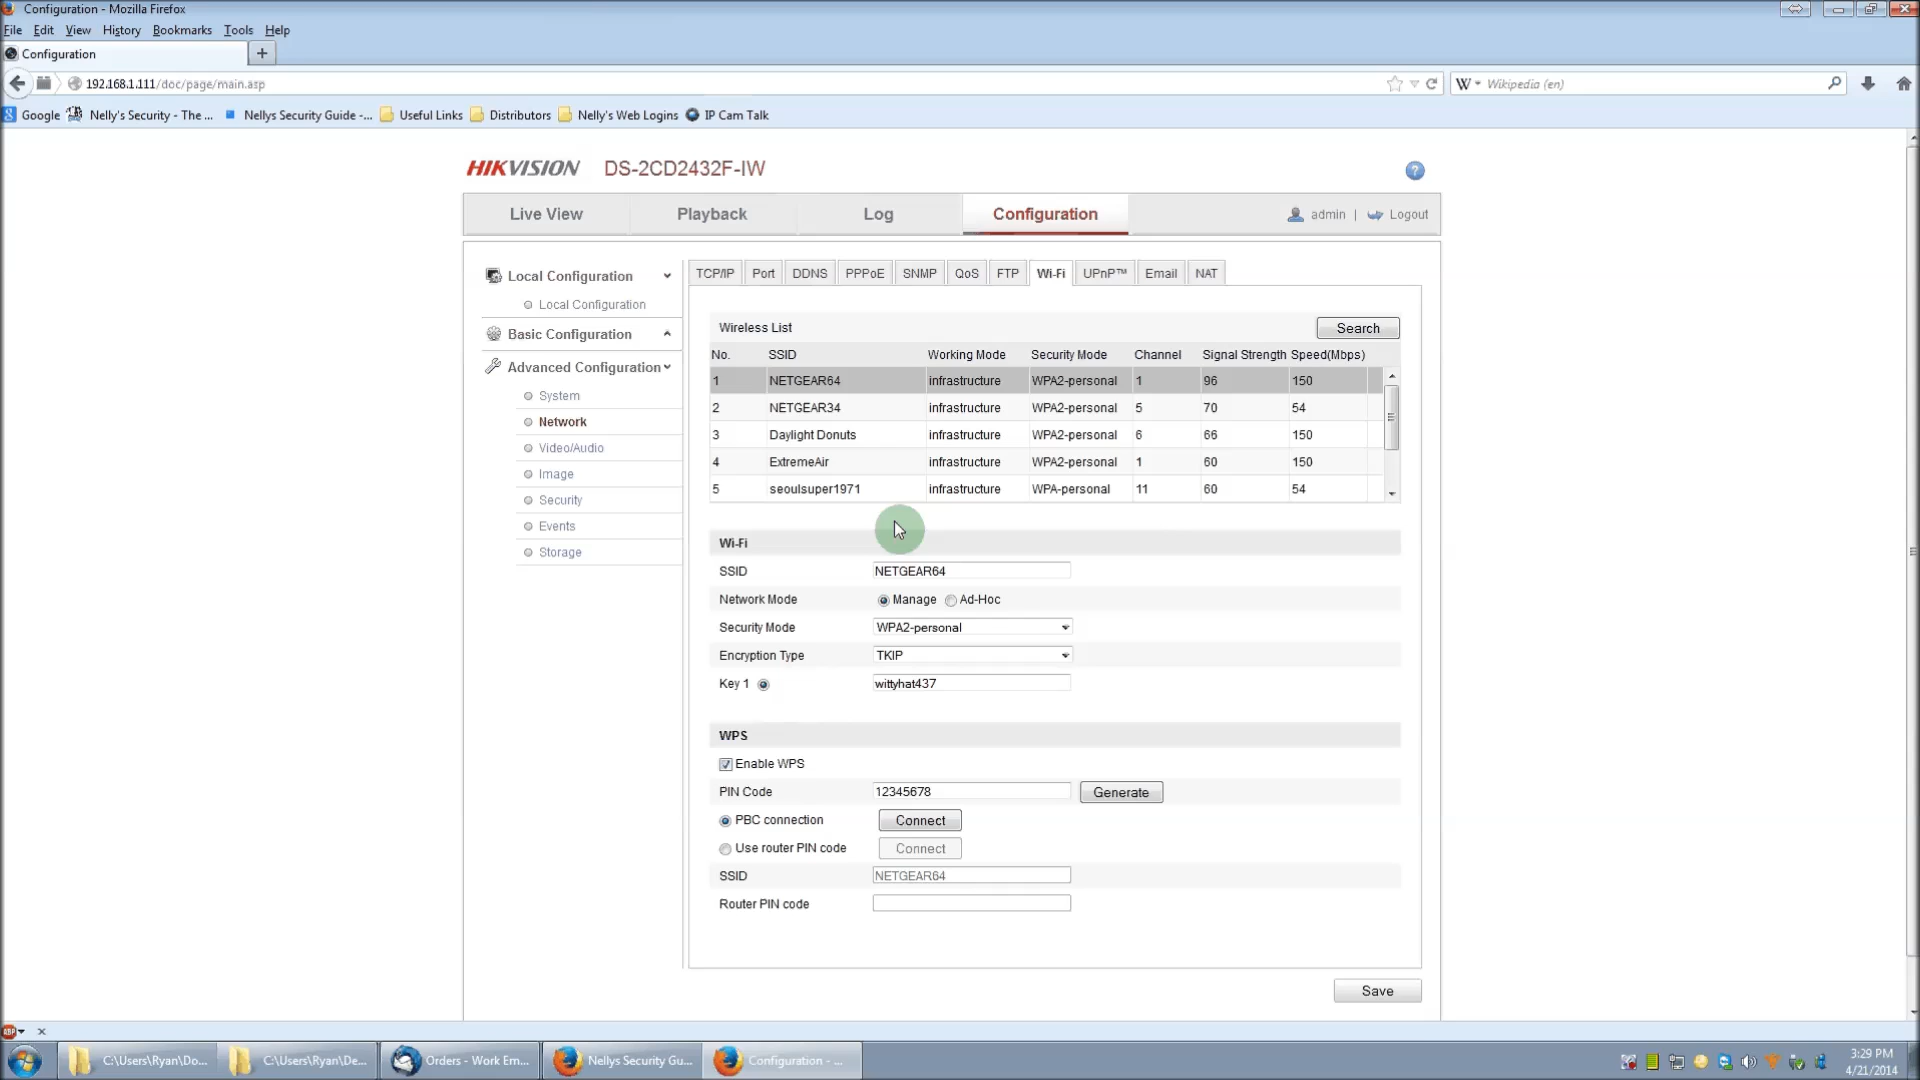 Configuration - Mozilla Firefox
File Edit View History Bookmarks Tools Help
Configuration
192.168.1.111/doc/page/main.asp
Wikipedia (en)
Google Nelly's Security - The ... Nellys Security Guide -... Useful Links Distributors Nelly's Web Logins IP Cam Talk
HIKVISION DS-2CD2432F-IW
Live View Playback Log Configuration admin | Logout
Local Configuration
Local Configuration
Basic Configuration
Advanced Configuration
System
Network
Video/Audio
Image
Security
Events
Storage
TCP/IP Port DDNS PPPoE SNMP QoS FTP Wi-Fi UPnP™ Email NAT
Wireless List Search
No. SSID Working Mode Security Mode Channel Signal Strength Speed(Mbps)
1 NETGEAR64 infrastructure WPA2-personal 1 96 150
2 NETGEAR34 infrastructure WPA2-personal 5 70 54
3 Daylight Donuts infrastructure WPA2-personal 6 66 150
4 ExtremeAir infrastructure WPA2-personal 1 60 150
5 seoulsuper1971 infrastructure WPA-personal 11 60 54
Wi-Fi
SSID NETGEAR64
Network Mode Manage Ad-Hoc
Security Mode WPA2-personal
Encryption Type TKIP
Key 1 wittyhat437
WPS
Enable WPS
PIN Code 12345678 Generate
PBC connection Connect
Use router PIN code Connect
SSID NETGEAR64
Router PIN code
Save
ABP
C:\Users\Ryan\Do... C:\Users\Ryan\De... Orders - Work Em... Nellys Security Gu... Configuration - ...
3:29 PM
4/21/2014